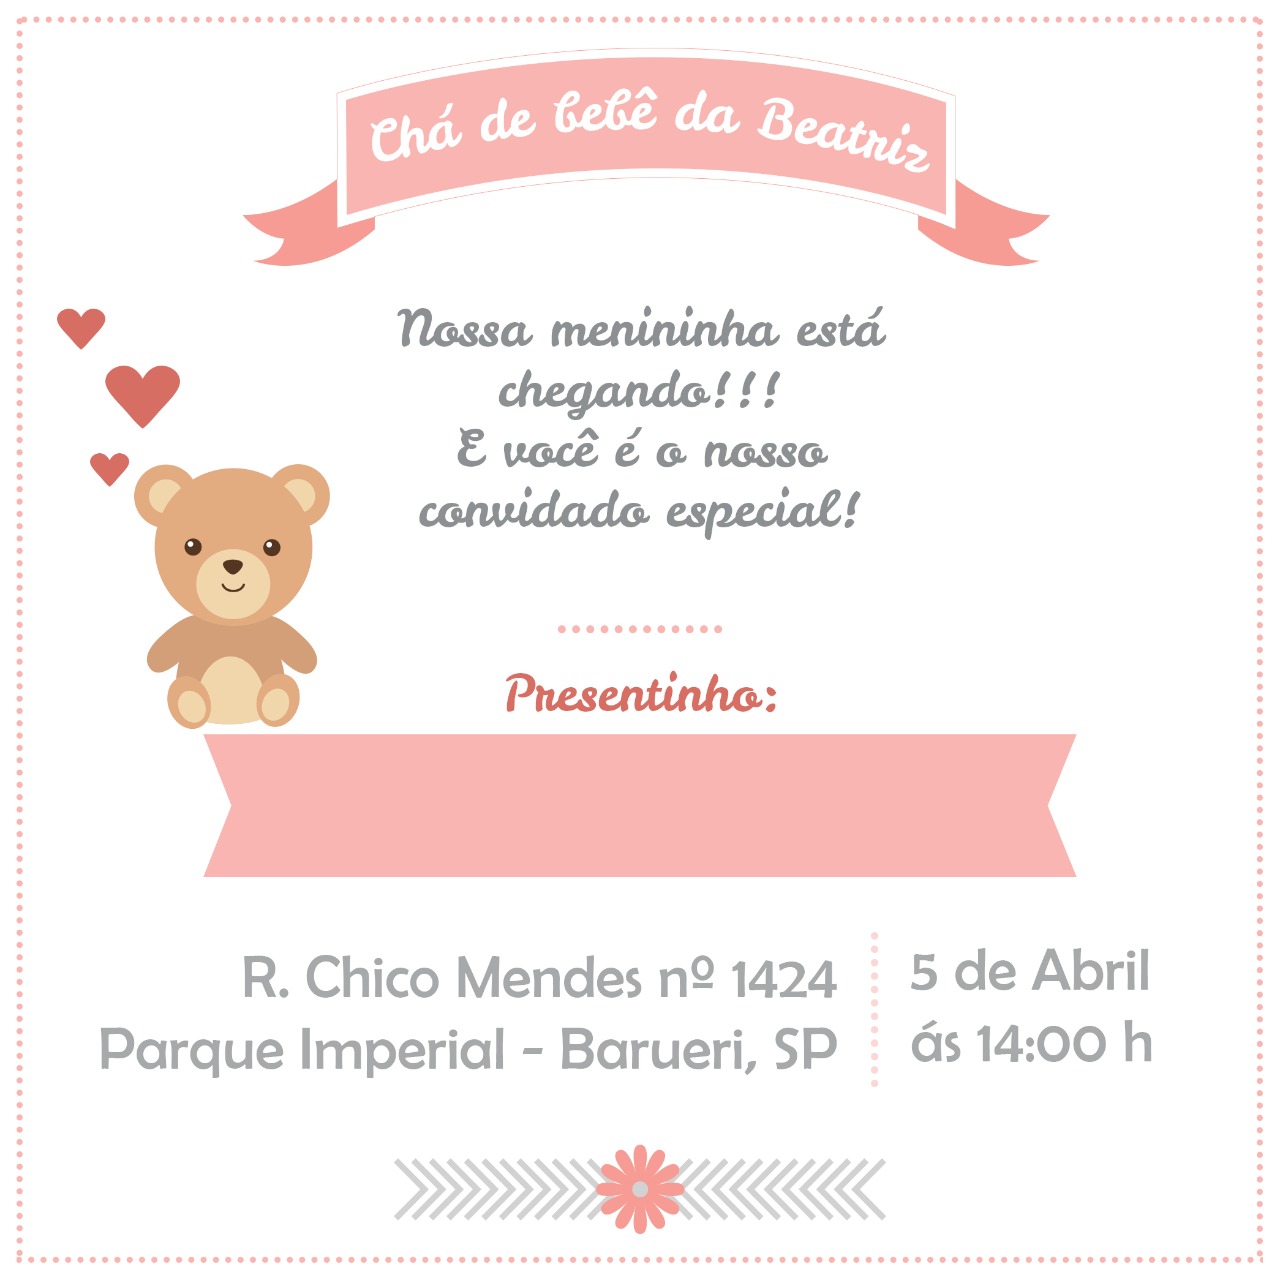 Chá de bebê da Beatriz
Nossa menininha está
chegando!!!
E você é o nosso
convidado especial!
Presentinho:
R. Chico Mendes nº 1424
Parque Imperial - Barueri, SP
5 de Abril
ás 14:00 h